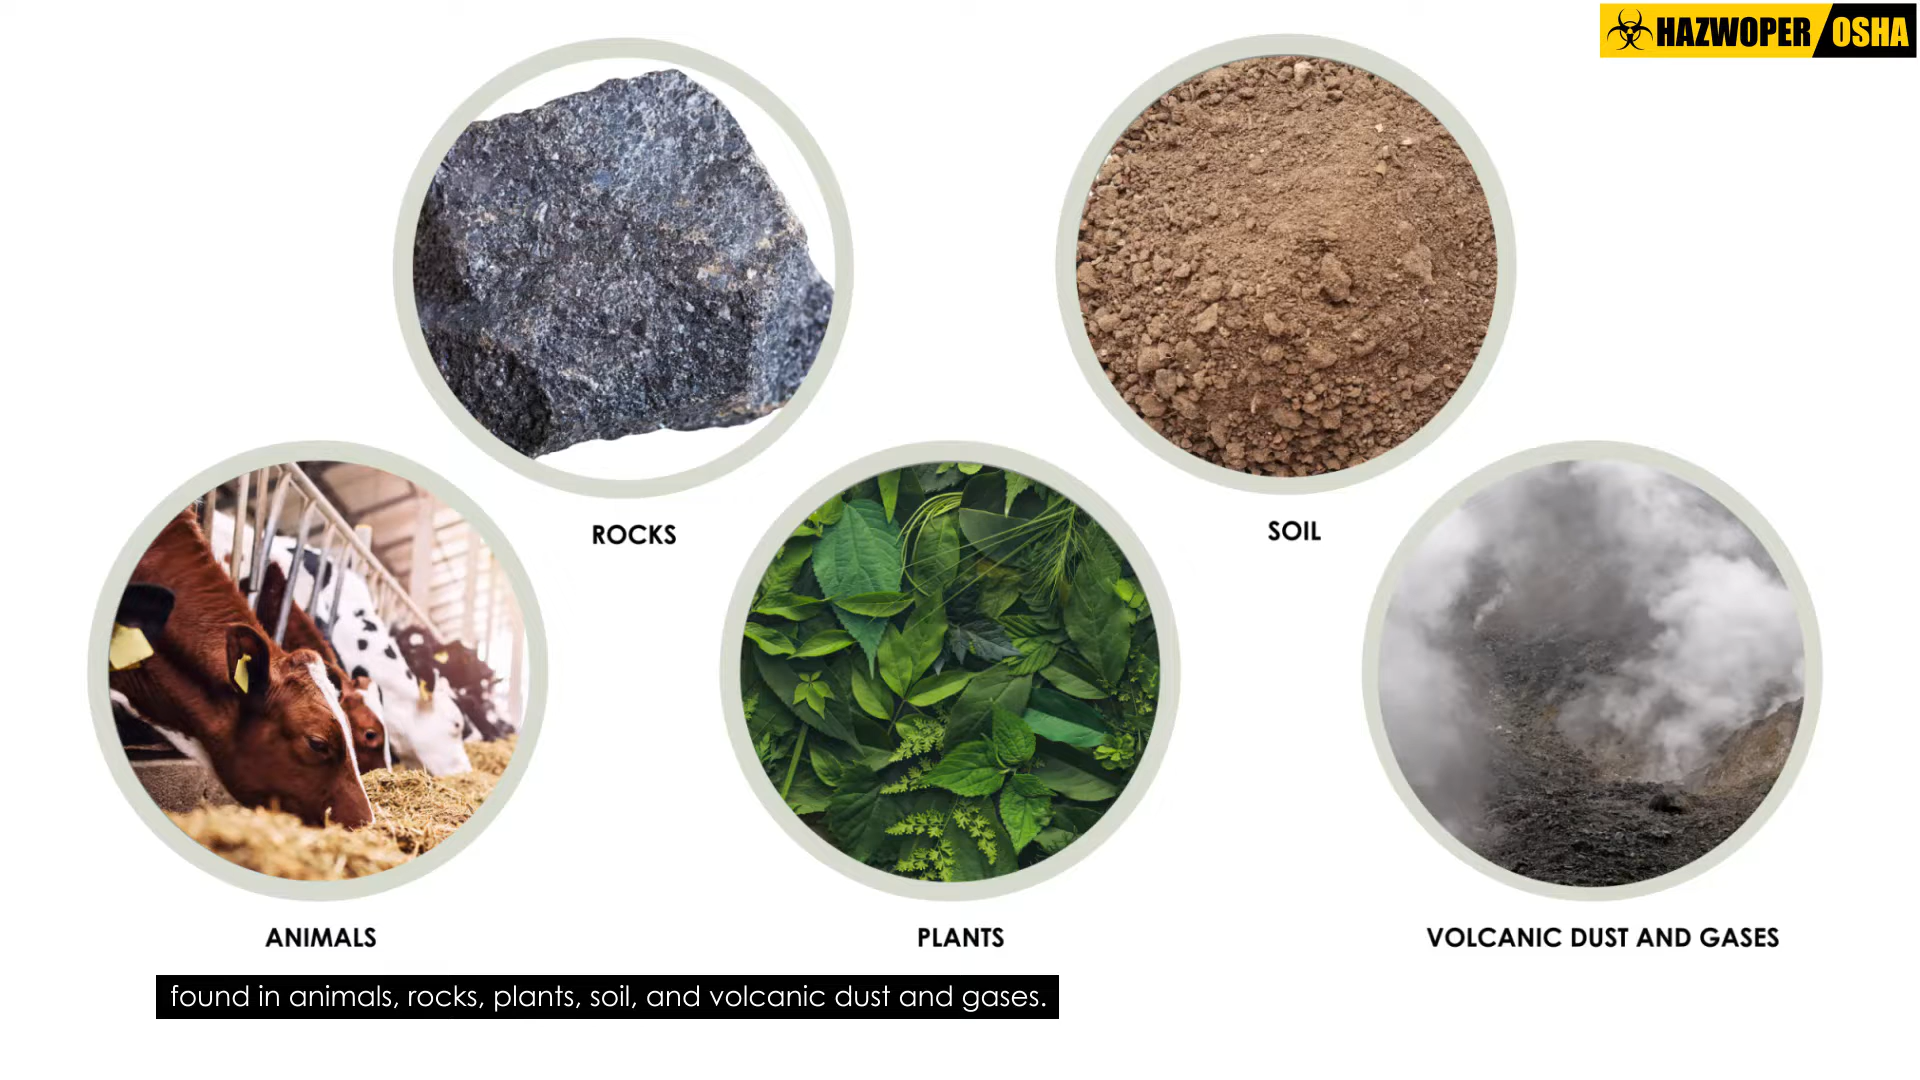 HAZWOPER OSHA
ROCKS
SOIL
ANIMALS
PLANTS
VOLCANIC DUST AND GASES
found in animals, rocks, plants, soil, and volcanic dust and gases.